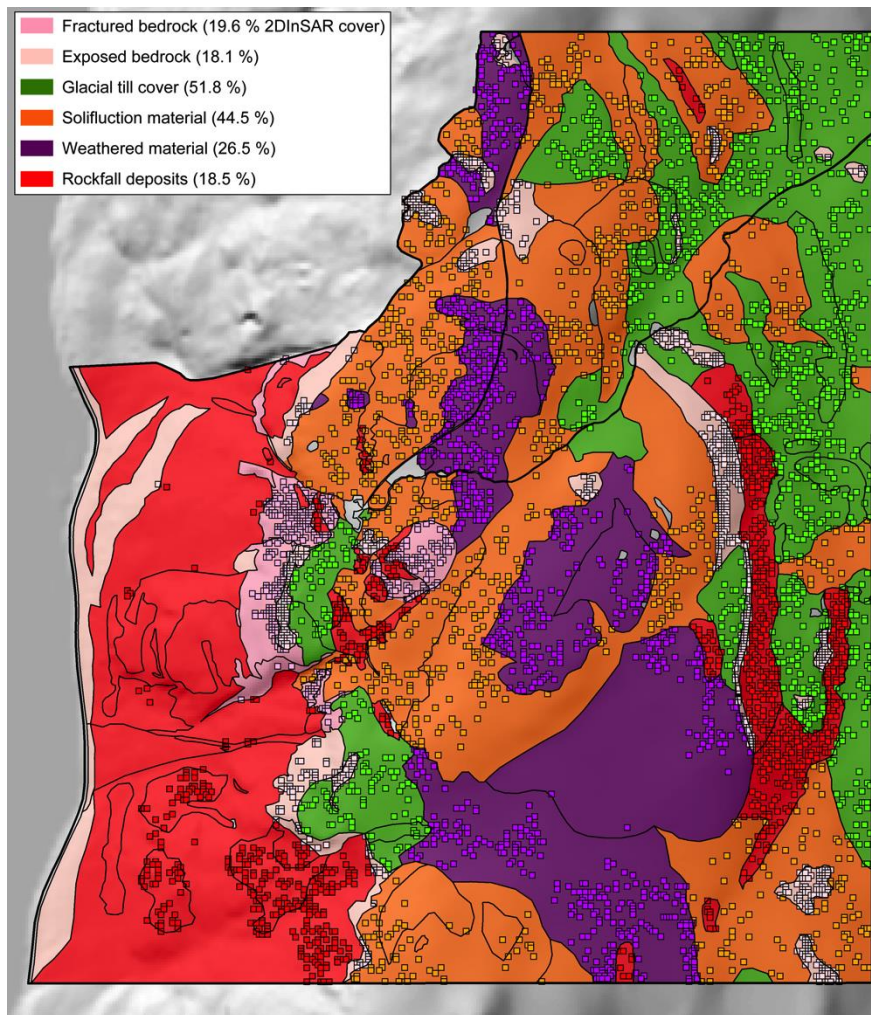 Fractured bedrock (19.6 % 2DInSAR cover)
Exposed bedrock (18.1 %)
Glacial till cover (51.8 %)
Solifluction material (44.5 %)
Weathered material (26.5 %)
Rockfall deposits (18.5 %)